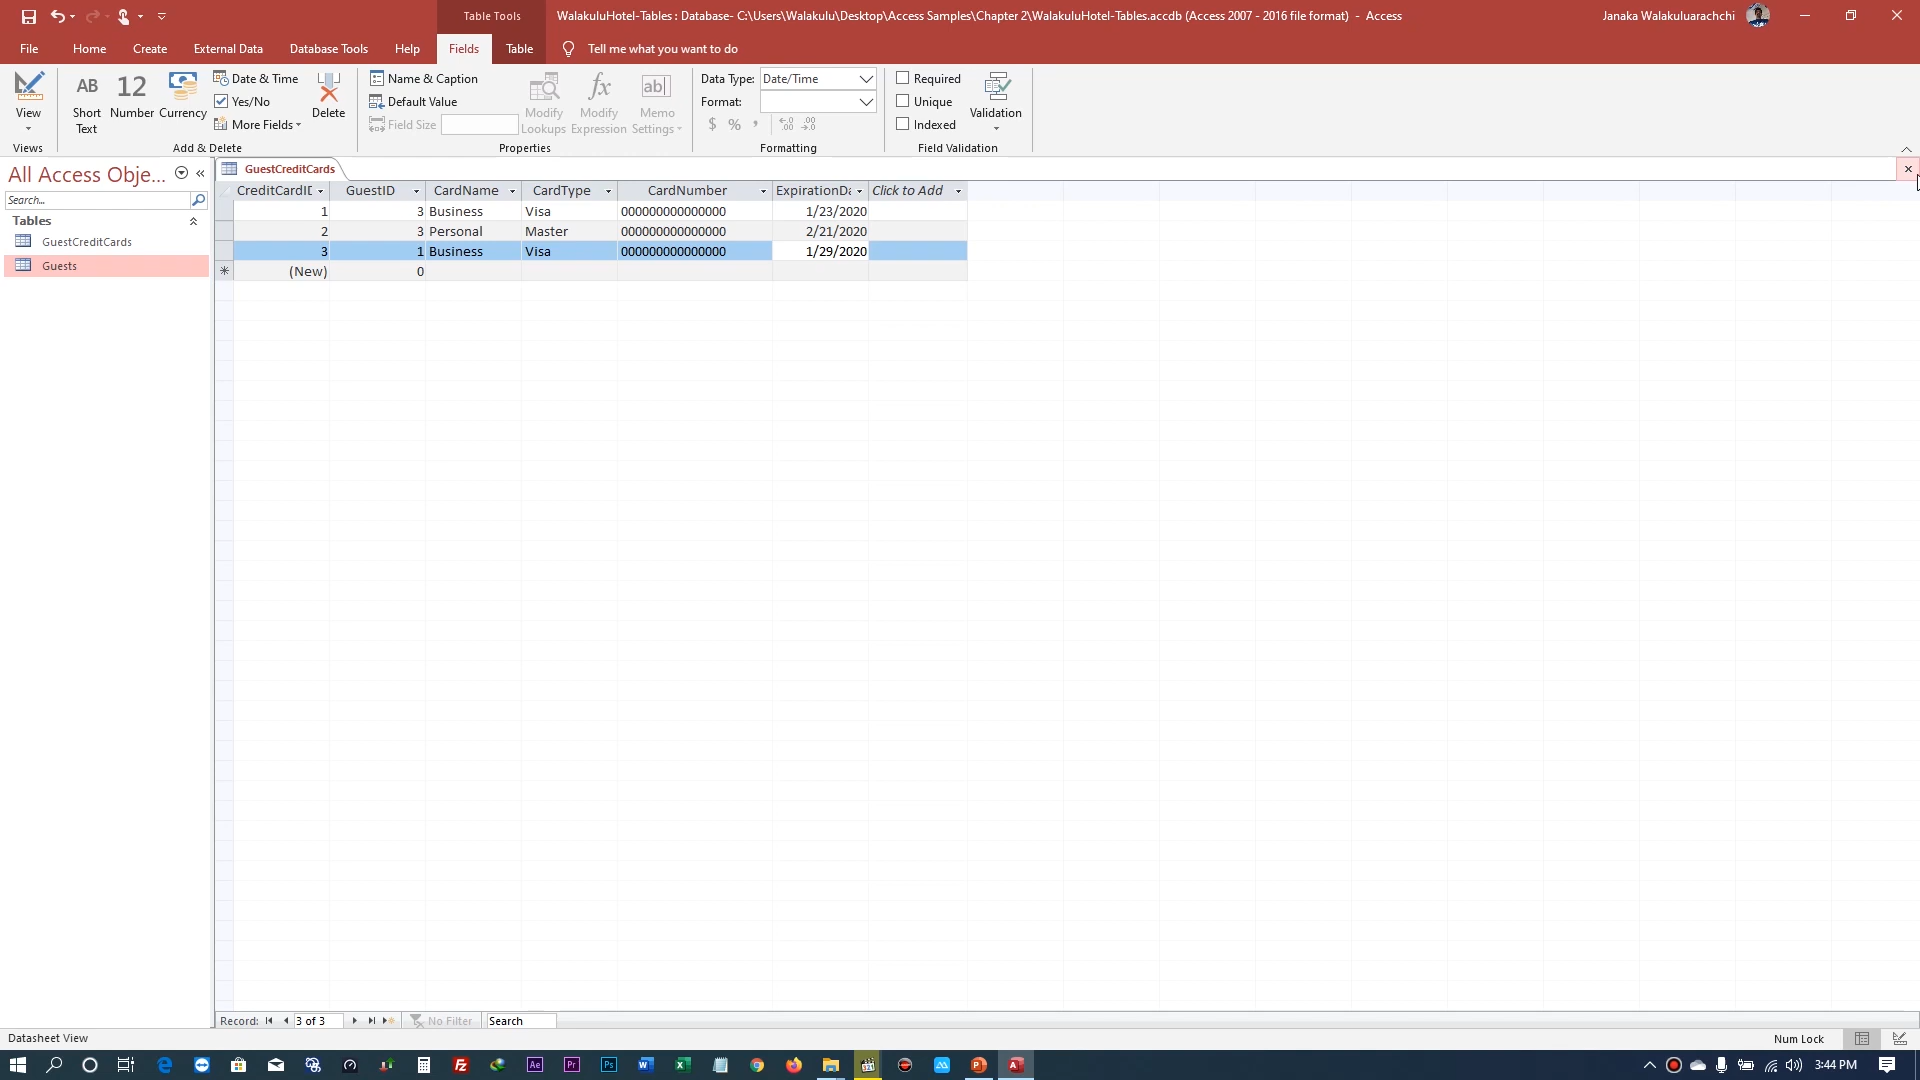 Table Tools
WalakuluHotel-Tables : Database- C:\Users\Walakulu\Desktop\Access Samples\Chapter 2\WalakuluHotel-Tables.accdb (Access 2007 - 2016 file format)  -  Access
Janaka Walakuluarachchi
File Home Create External Data Database Tools Help Fields Table Tell me what you want to do
View
Views
AB Short Text
12 Number
Currency
Date & Time
Yes/No
More Fields
Delete
Add & Delete
Name & Caption
Default Value
Field Size
Modify Lookups
fx Modify Expression
ab| Memo Settings
Properties
Data Type: Date/Time
Format:
$ % ,
Formatting
Required
Unique
Indexed
Validation
Field Validation
All Access Obje...
Search...
Tables
GuestCreditCards
Guests
GuestCreditCards
CreditCardID GuestID CardName CardType CardNumber ExpirationDa Click to Add
1 3 Business Visa 000000000000000 1/23/2020
2 3 Personal Master 000000000000000 2/21/2020
3 1 Business Visa 000000000000000 1/29/2020
(New) 0
Record: 3 of 3 No Filter Search
Datasheet View
Num Lock
Ae Pr Ps
3:44 PM